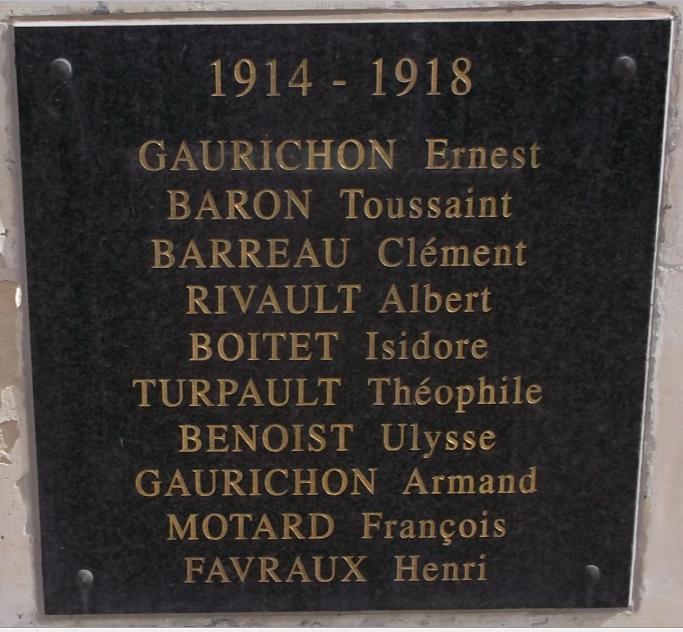 1914 - 1918
GAURICHON Ernest
BARON Toussaint
BARREAU Clément
RIVAULT Albert
BOITET Isidore
TURPAULT Théophile
BENOIST Ulysse
GAURICHON Armand
MOTARD François
FAVRAUX Henri